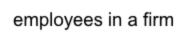 employees in a firm